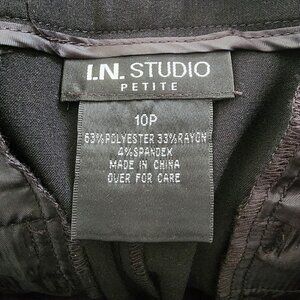 I.N. STUDIO
PETITE
10P
63%POLYESTER 33%RAYON
4%SPANDEX
MADE IN CHINA
OVER FOR CARE